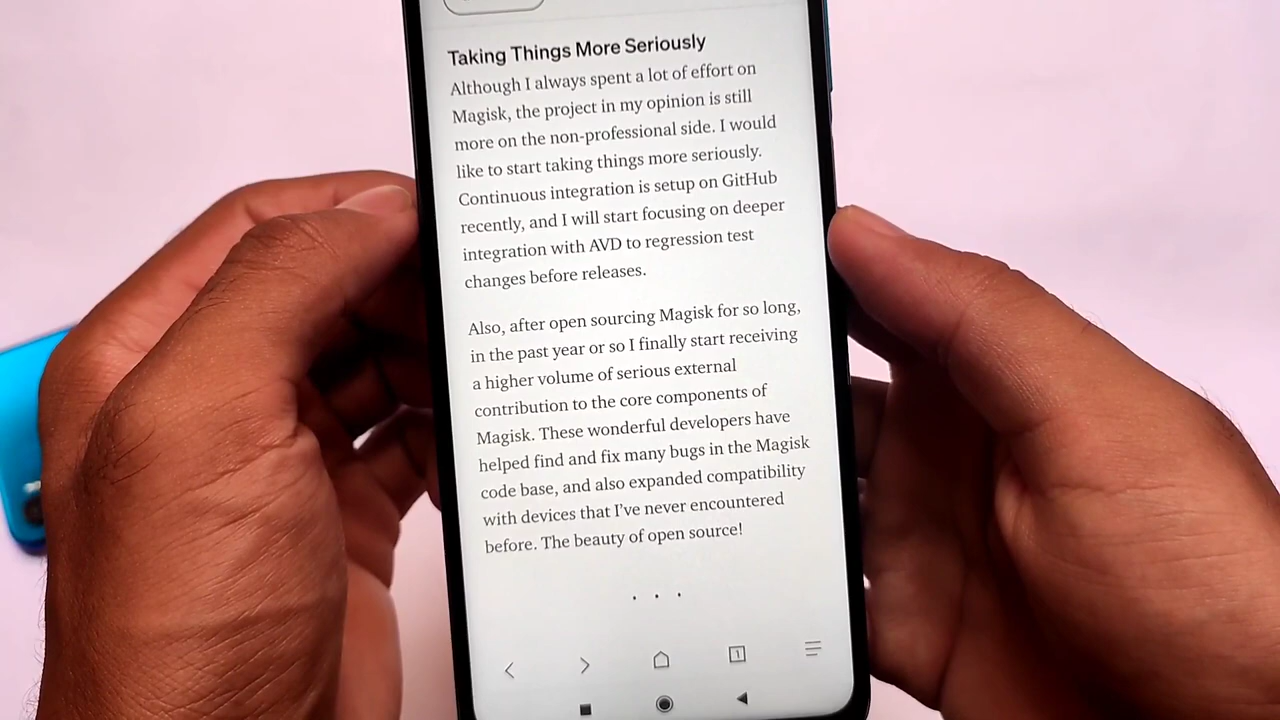 Taking Things More Seriously
Although I always spent a lot of effort on
Magisk, the project in my opinion is still
more on the non-professional side. I would
like to start taking things more seriously.
Continuous integration is setup on GitHub
recently, and I will start focusing on deeper
integration with AVD to regression test
changes before releases.
Also, after open sourcing Magisk for so long,
in the past year or so I finally start receiving
a higher volume of serious external
contribution to the core components of
Magisk. These wonderful developers have
helped find and fix many bugs in the Magisk
code base, and also expanded compatibility
with devices that I've never encountered
before. The beauty of open source!
. . .
1